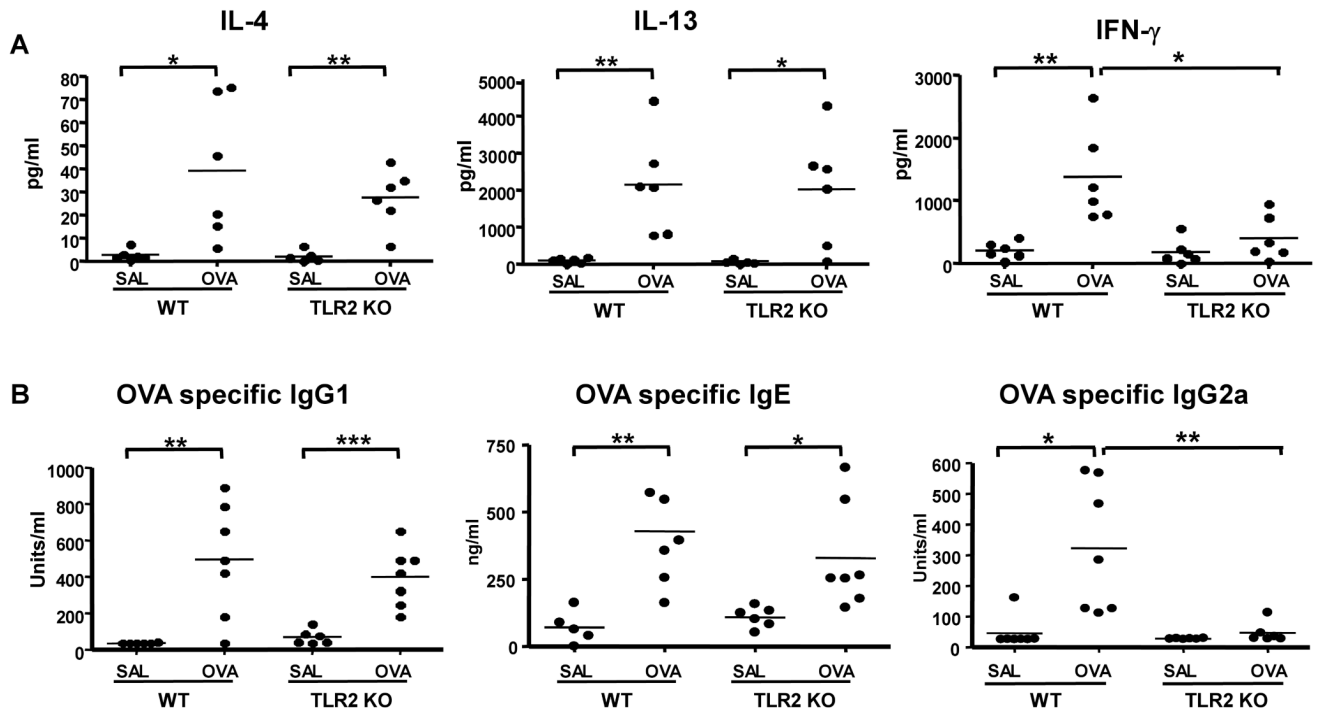 A
IL-4
IL-13
IFN-γ
* ** ** * ** *
80
70
60
50
40
30
20
10
0
pg/ml
SAL OVA SAL OVA
WT TLR2 KO
5000
4000
3000
2000
1000
0
pg/ml
SAL OVA SAL OVA
WT TLR2 KO
3000
2000
1000
0
pg/ml
SAL OVA SAL OVA
WT TLR2 KO
B
OVA specific IgG1
OVA specific IgE
OVA specific IgG2a
** *** ** * * **
1000
800
600
400
200
0
Units/ml
SAL OVA SAL OVA
WT TLR2 KO
750
500
250
0
ng/ml
SAL OVA SAL OVA
WT TLR2 KO
600
500
400
300
200
100
0
Units/ml
SAL OVA SAL OVA
WT TLR2 KO